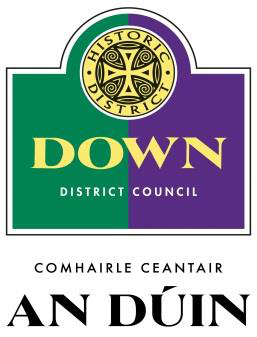 HISTORIC
DISTRICT
DOWN
DISTRICT COUNCIL
COMHAIRLE CEANTAIR
AN DÚIN